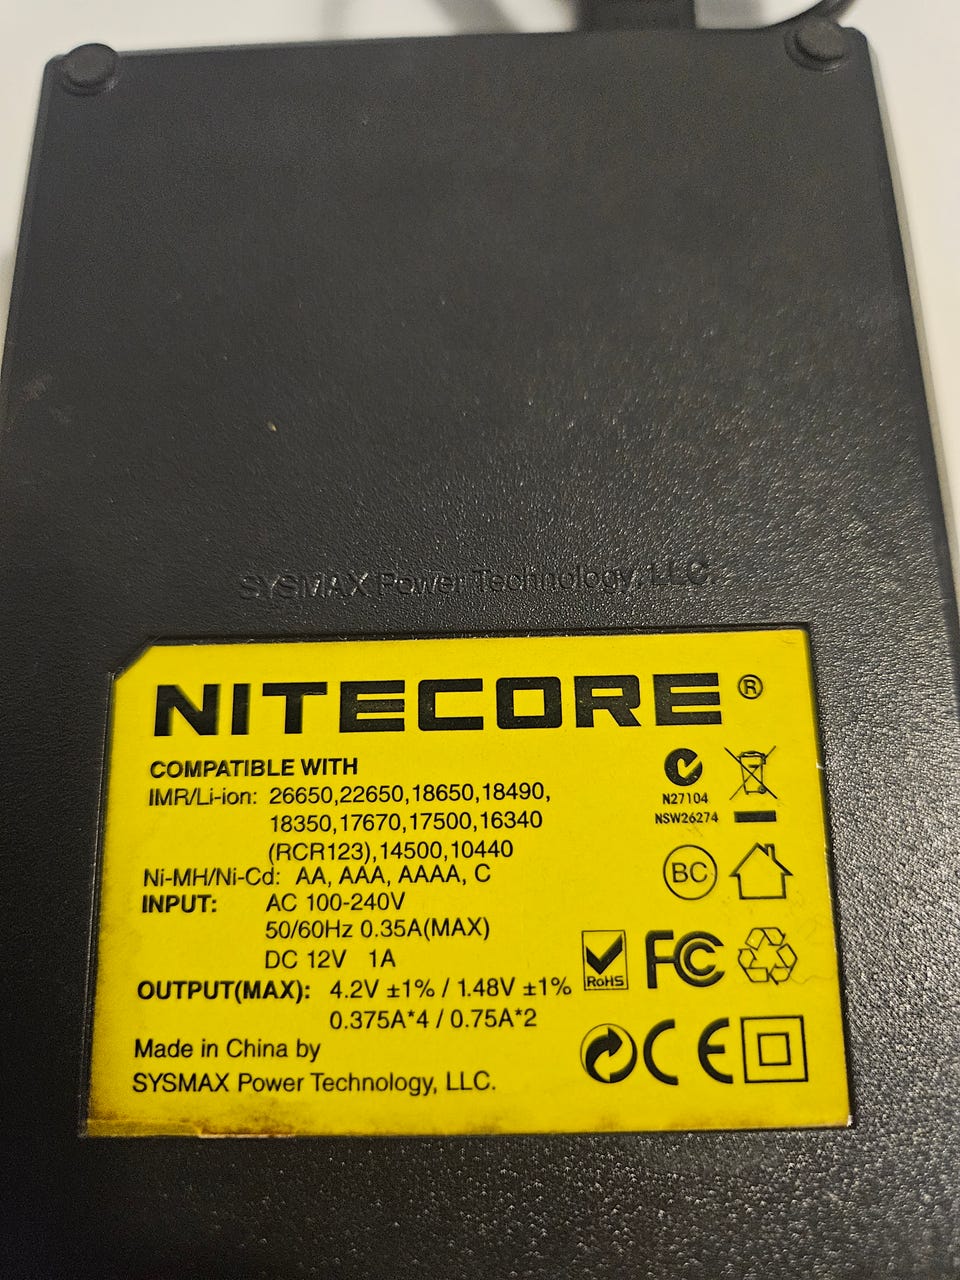 SYSMAX Power Technology, LLC.
NITECORE®
COMPATIBLE WITH
IMR/Li-ion: 26650,22650,18650,18490,
18350,17670,17500,16340
(RCR123),14500,10440
Ni-MH/Ni-Cd: AA, AAA, AAAA, C
INPUT: AC 100-240V
50/60Hz 0.35A(MAX)
DC 12V 1A
OUTPUT(MAX): 4.2V ±1% / 1.48V ±1%
0.375A*4 / 0.75A*2
Made in China by
SYSMAX Power Technology, LLC.
N27104
NSW26274
BC
RoHS
FCC
CE